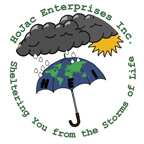 HoJac Enterprises Inc.
H E I
Sheltering You from the Storms of life